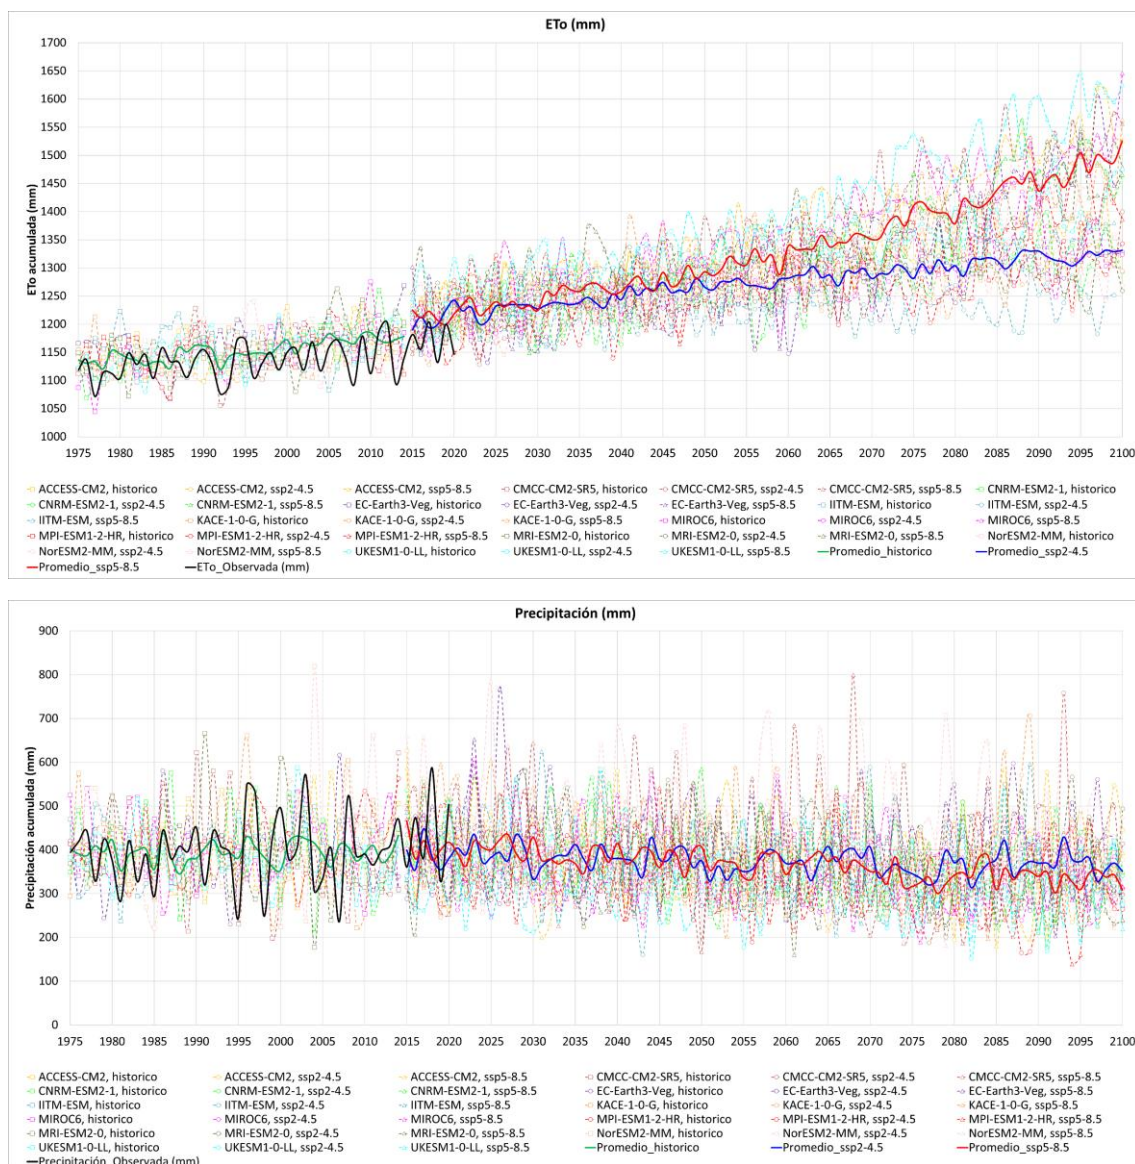 ETo (mm)
1700
1650
1600
1550
1500
1450
1400
1350
1300
1250
1200
1150
1100
1050
1000
ETo acumulada (mm)
1975 1980 1985 1990 1995 2000 2005 2010 2015 2020 2025 2030 2035 2040 2045 2050 2055 2060 2065 2070 2075 2080 2085 2090 2095 2100
ACCESS-CM2, historico ACCESS-CM2, ssp2-4.5 ACCESS-CM2, ssp5-8.5 CMCC-CM2-SR5, historico CMCC-CM2-SR5, ssp2-4.5 CMCC-CM2-SR5, ssp5-8.5 CNRM-ESM2-1, historico
CNRM-ESM2-1, ssp2-4.5 CNRM-ESM2-1, ssp5-8.5 EC-Earth3-Veg, historico EC-Earth3-Veg, ssp2-4.5 EC-Earth3-Veg, ssp5-8.5 IITM-ESM, historico IITM-ESM, ssp2-4.5
IITM-ESM, ssp5-8.5 KACE-1-0-G, historico KACE-1-0-G, ssp2-4.5 KACE-1-0-G, ssp5-8.5 MIROC6, historico MIROC6, ssp2-4.5 MIROC6, ssp5-8.5
MPI-ESM1-2-HR, historico MPI-ESM1-2-HR, ssp2-4.5 MPI-ESM1-2-HR, ssp5-8.5 MRI-ESM2-0, historico MRI-ESM2-0, ssp2-4.5 MRI-ESM2-0, ssp5-8.5 NorESM2-MM, historico
NorESM2-MM, ssp2-4.5 NorESM2-MM, ssp5-8.5 UKESM1-0-LL, historico UKESM1-0-LL, ssp2-4.5 UKESM1-0-LL, ssp5-8.5 Promedio_historico Promedio_ssp2-4.5
Promedio_ssp5-8.5 ETo_Observada (mm)
Precipitación (mm)
900
800
700
600
500
400
300
200
100
0
Precipitación acumulada (mm)
1975 1980 1985 1990 1995 2000 2005 2010 2015 2020 2025 2030 2035 2040 2045 2050 2055 2060 2065 2070 2075 2080 2085 2090 2095 2100
ACCESS-CM2, historico ACCESS-CM2, ssp2-4.5 ACCESS-CM2, ssp5-8.5 CMCC-CM2-SR5, historico CMCC-CM2-SR5, ssp2-4.5 CMCC-CM2-SR5, ssp5-8.5
CNRM-ESM2-1, historico CNRM-ESM2-1, ssp2-4.5 CNRM-ESM2-1, ssp5-8.5 EC-Earth3-Veg, historico EC-Earth3-Veg, ssp2-4.5 EC-Earth3-Veg, ssp5-8.5
IITM-ESM, historico IITM-ESM, ssp2-4.5 IITM-ESM, ssp5-8.5 KACE-1-0-G, historico KACE-1-0-G, ssp2-4.5 KACE-1-0-G, ssp5-8.5
MIROC6, historico MIROC6, ssp2-4.5 MIROC6, ssp5-8.5 MPI-ESM1-2-HR, historico MPI-ESM1-2-HR, ssp2-4.5 MPI-ESM1-2-HR, ssp5-8.5
MRI-ESM2-0, historico MRI-ESM2-0, ssp2-4.5 MRI-ESM2-0, ssp5-8.5 NorESM2-MM, historico NorESM2-MM, ssp2-4.5 NorESM2-MM, ssp5-8.5
UKESM1-0-LL, historico UKESM1-0-LL, ssp2-4.5 UKESM1-0-LL, ssp5-8.5 Promedio_historico Promedio_ssp2-4.5 Promedio_ssp5-8.5
Precipitación_Observada (mm)